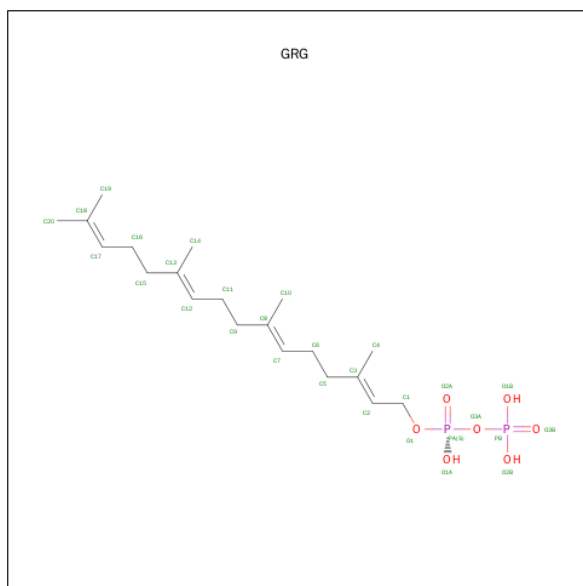 GRG
C19
C18
C20
C16
C14
C17
C13
C15
C11
C10
C12
C8
C9
C6
C4
C7
C3
C5
C1
O2A
O1B
C2
O
OH
O
P
O
P
O
O1
PA(S)
O3A
PB
O3B
OH
OH
O1A
O2B